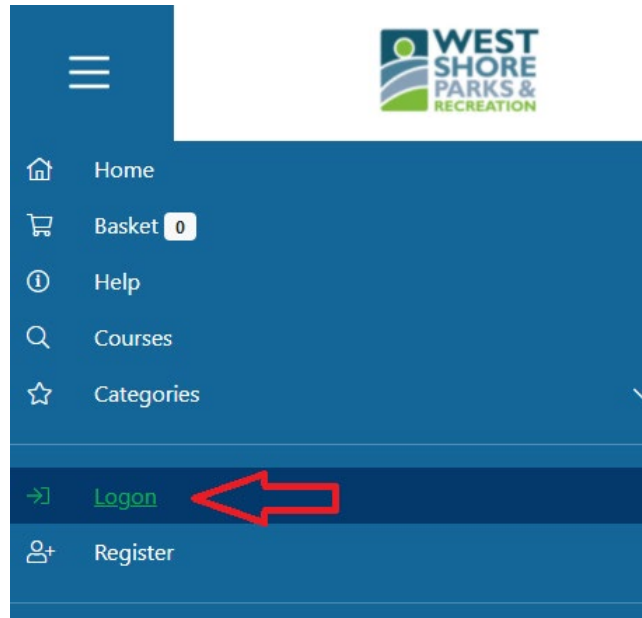 WEST
SHORE
PARKS &
RECREATION
Home
Basket 0
Help
Courses
Categories
Logon
Register